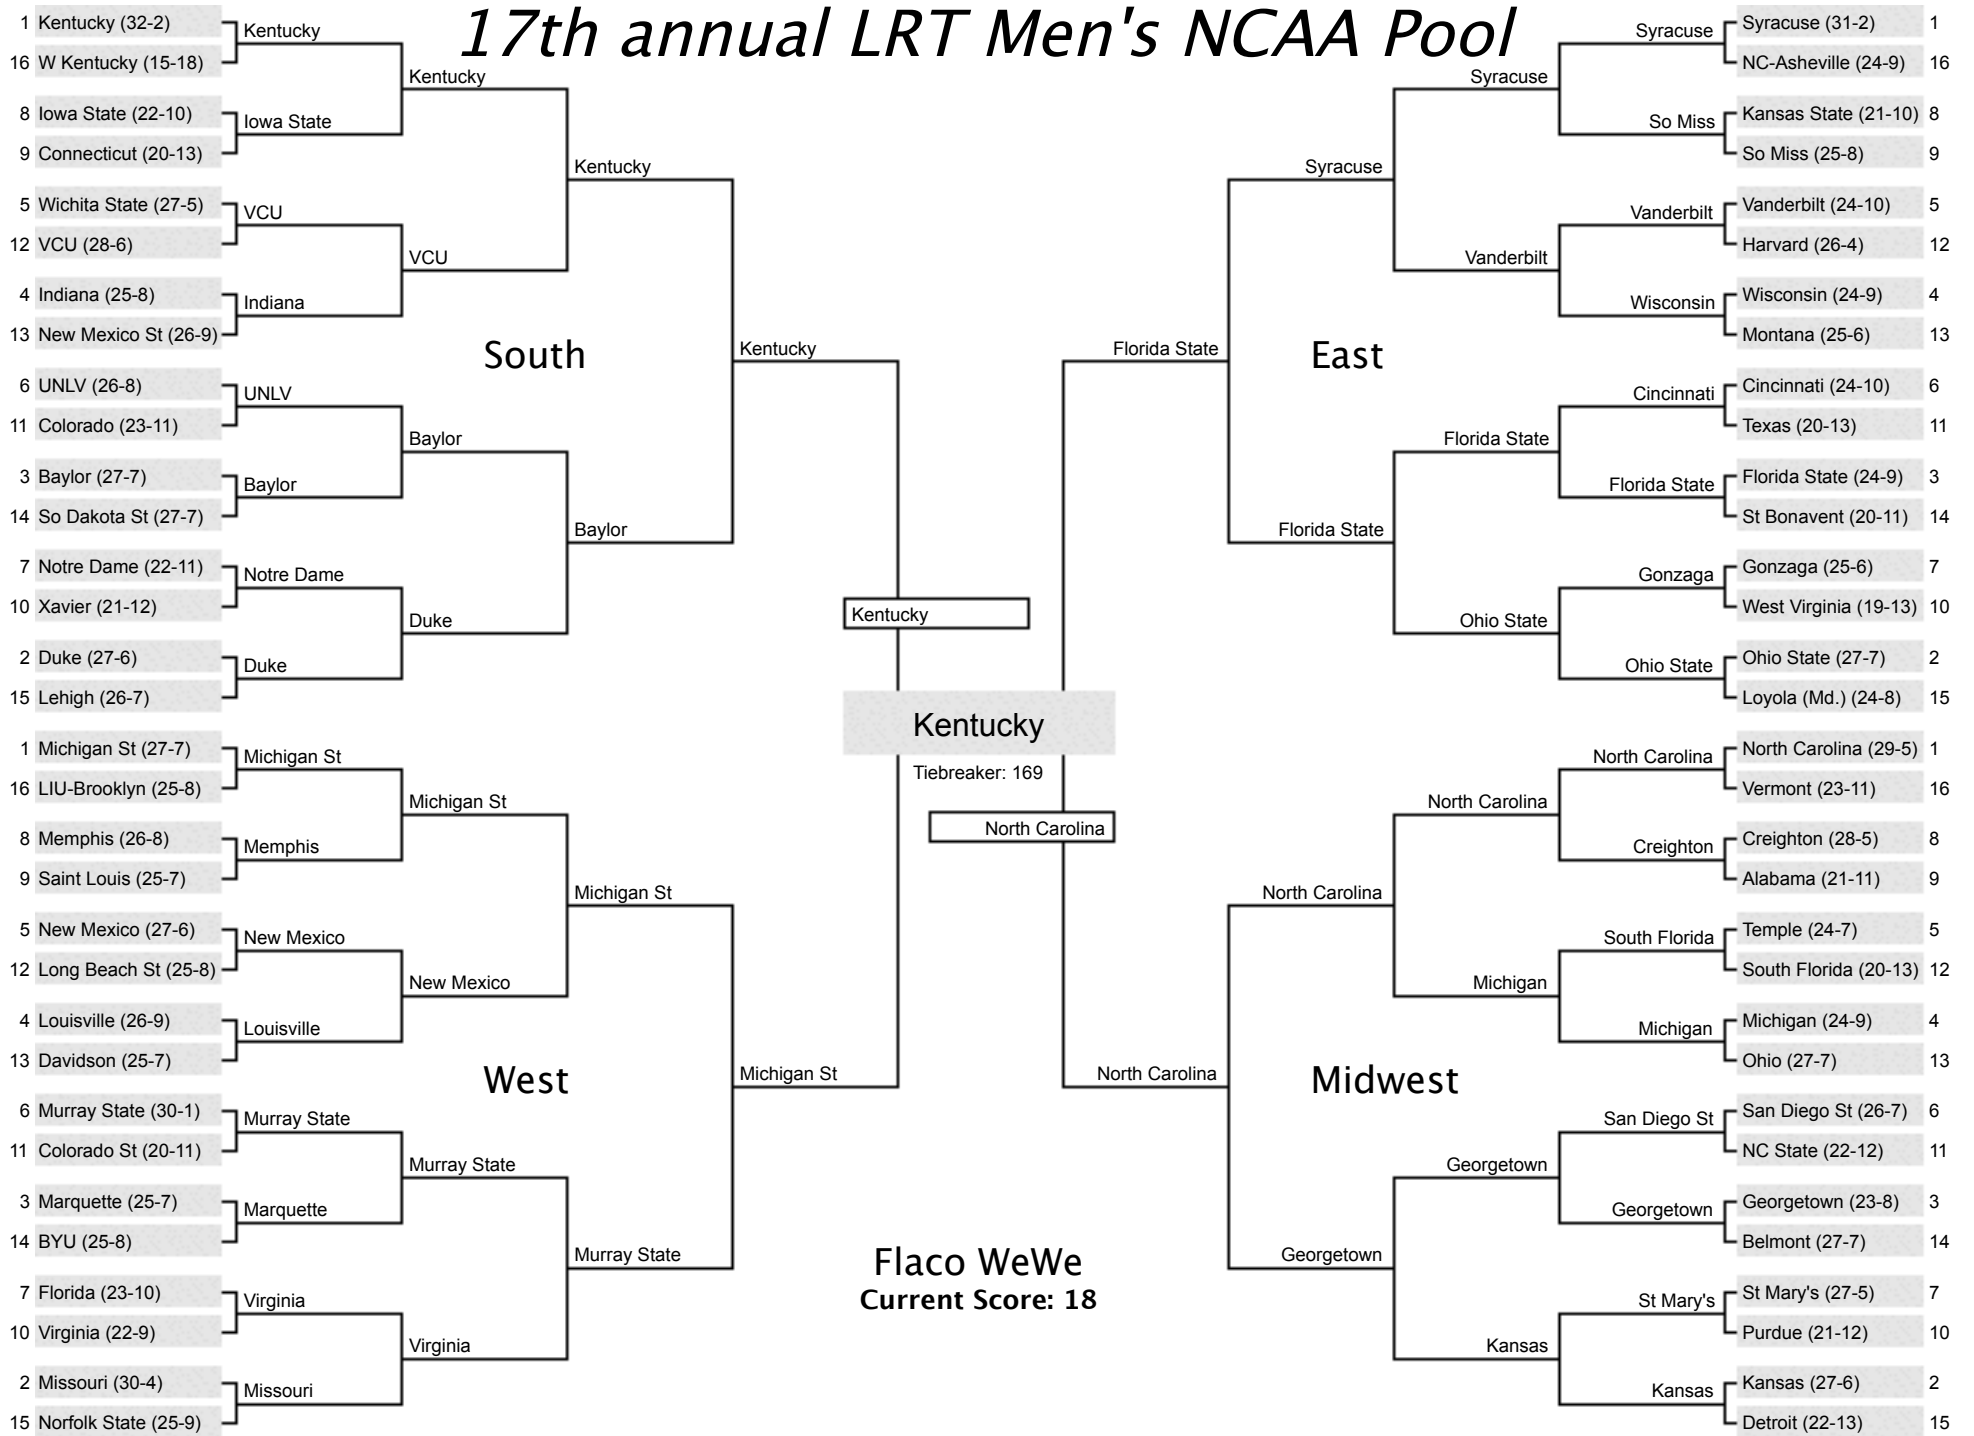 17th annual LRT Men's NCAA Pool
1 Kentucky (32-2)
16 W Kentucky (15-18)
8 Iowa State (22-10)
9 Connecticut (20-13)
5 Wichita State (27-5)
12 VCU (28-6)
4 Indiana (25-8)
13 New Mexico St (26-9)
6 UNLV (26-8)
11 Colorado (23-11)
3 Baylor (27-7)
14 So Dakota St (27-7)
7 Notre Dame (22-11)
10 Xavier (21-12)
2 Duke (27-6)
15 Lehigh (26-7)
Kentucky
Iowa State
VCU
Indiana
UNLV
Baylor
Notre Dame
Duke
Kentucky
VCU
Baylor
Duke
Kentucky
Baylor
South
Kentucky
1 Michigan St (27-7)
16 LIU-Brooklyn (25-8)
8 Memphis (26-8)
9 Saint Louis (25-7)
5 New Mexico (27-6)
12 Long Beach St (25-8)
4 Louisville (26-9)
13 Davidson (25-7)
6 Murray State (30-1)
11 Colorado St (20-11)
3 Marquette (25-7)
14 BYU (25-8)
7 Florida (23-10)
10 Virginia (22-9)
2 Missouri (30-4)
15 Norfolk State (25-9)
Michigan St
Memphis
New Mexico
Louisville
Murray State
Marquette
Virginia
Missouri
Michigan St
New Mexico
Murray State
Virginia
Michigan St
Murray State
West
Michigan St
Kentucky
Kentucky
Tiebreaker: 169
North Carolina
Flaco WeWe
Current Score: 18
Florida State
East
Syracuse
Florida State
Syracuse
Vanderbilt
Florida State
Ohio State
Syracuse
So Miss
Vanderbilt
Wisconsin
Cincinnati
Florida State
Gonzaga
Ohio State
Syracuse (31-2) 1
NC-Asheville (24-9) 16
Kansas State (21-10) 8
So Miss (25-8) 9
Vanderbilt (24-10) 5
Harvard (26-4) 12
Wisconsin (24-9) 4
Montana (25-6) 13
Cincinnati (24-10) 6
Texas (20-13) 11
Florida State (24-9) 3
St Bonavent (20-11) 14
Gonzaga (25-6) 7
West Virginia (19-13) 10
Ohio State (27-7) 2
Loyola (Md.) (24-8) 15
North Carolina
Midwest
North Carolina
Georgetown
North Carolina
Michigan
Georgetown
Kansas
North Carolina
Creighton
South Florida
Michigan
San Diego St
Georgetown
St Mary's
Kansas
North Carolina (29-5) 1
Vermont (23-11) 16
Creighton (28-5) 8
Alabama (21-11) 9
Temple (24-7) 5
South Florida (20-13) 12
Michigan (24-9) 4
Ohio (27-7) 13
San Diego St (26-7) 6
NC State (22-12) 11
Georgetown (23-8) 3
Belmont (27-7) 14
St Mary's (27-5) 7
Purdue (21-12) 10
Kansas (27-6) 2
Detroit (22-13) 15